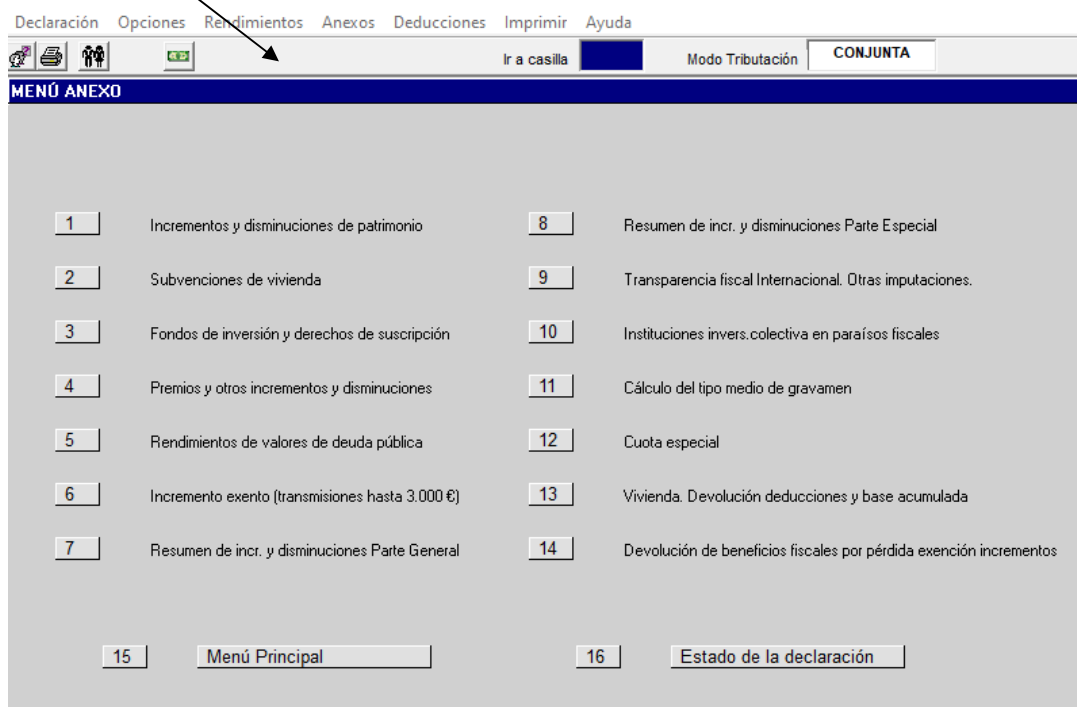 Declaración Opciones Rendimientos Anexos Deducciones Imprimir Ayuda
Ir a casilla Modo Tributación CONJUNTA
MENÚ ANEXO
1 Incrementos y disminuciones de patrimonio 8 Resumen de incr. y disminuciones Parte Especial
2 Subvenciones de vivienda 9 Transparencia fiscal Internacional. Otras imputaciones.
3 Fondos de inversión y derechos de suscripción 10 Instituciones invers.colectiva en paraísos fiscales
4 Premios y otros incrementos y disminuciones 11 Cálculo del tipo medio de gravamen
5 Rendimientos de valores de deuda pública 12 Cuota especial
6 Incremento exento (transmisiones hasta 3.000 €) 13 Vivienda. Devolución deducciones y base acumulada
7 Resumen de incr. y disminuciones Parte General 14 Devolución de beneficios fiscales por pérdida exención incrementos
15 Menú Principal 16 Estado de la declaración